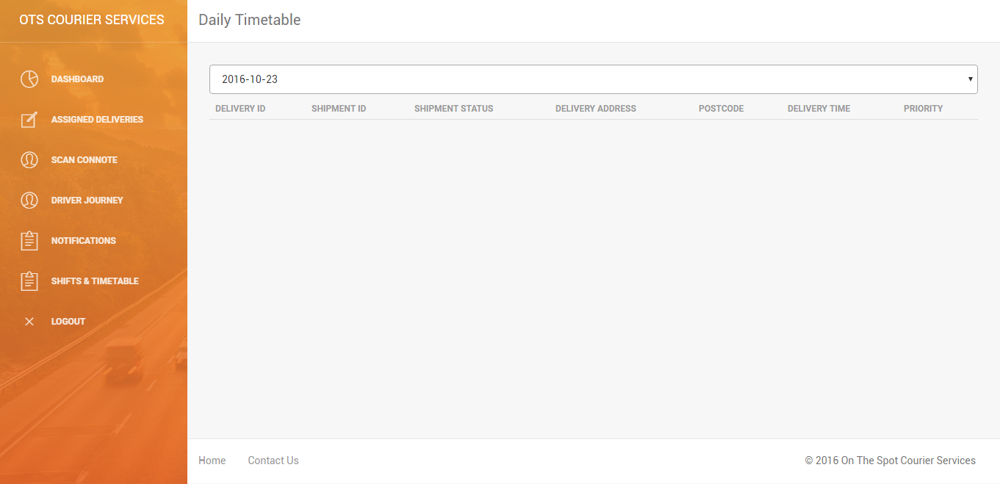 OTS COURIER SERVICES
Daily Timetable
DASHBOARD
ASSIGNED DELIVERIES
SCAN CONNOTE
DRIVER JOURNEY
NOTIFICATIONS
SHIFTS & TIMETABLE
LOGOUT
2016-10-23
DELIVERY ID SHIPMENT ID SHIPMENT STATUS DELIVERY ADDRESS POSTCODE DELIVERY TIME PRIORITY
Home Contact Us © 2016 On The Spot Courier Services